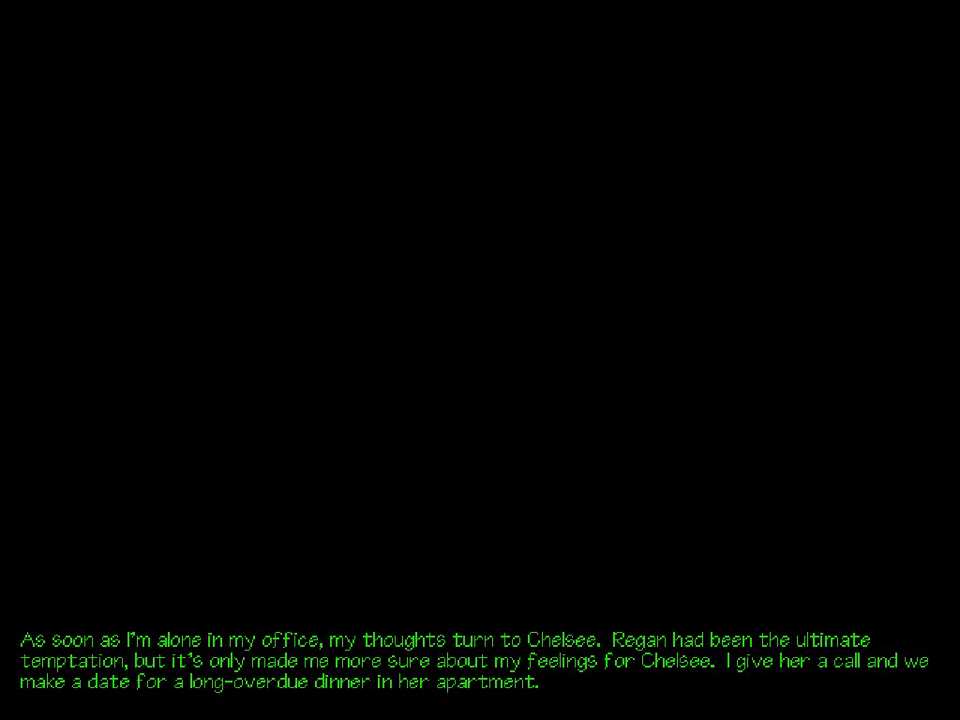 As soon as I'm alone in my office, my thoughts turn to Chelsee.  Regan had been the ultimate
temptation, but it's only made me more sure about my feelings for Chelsee.  I give her a call and we
make a date for a long-overdue dinner in her apartment.